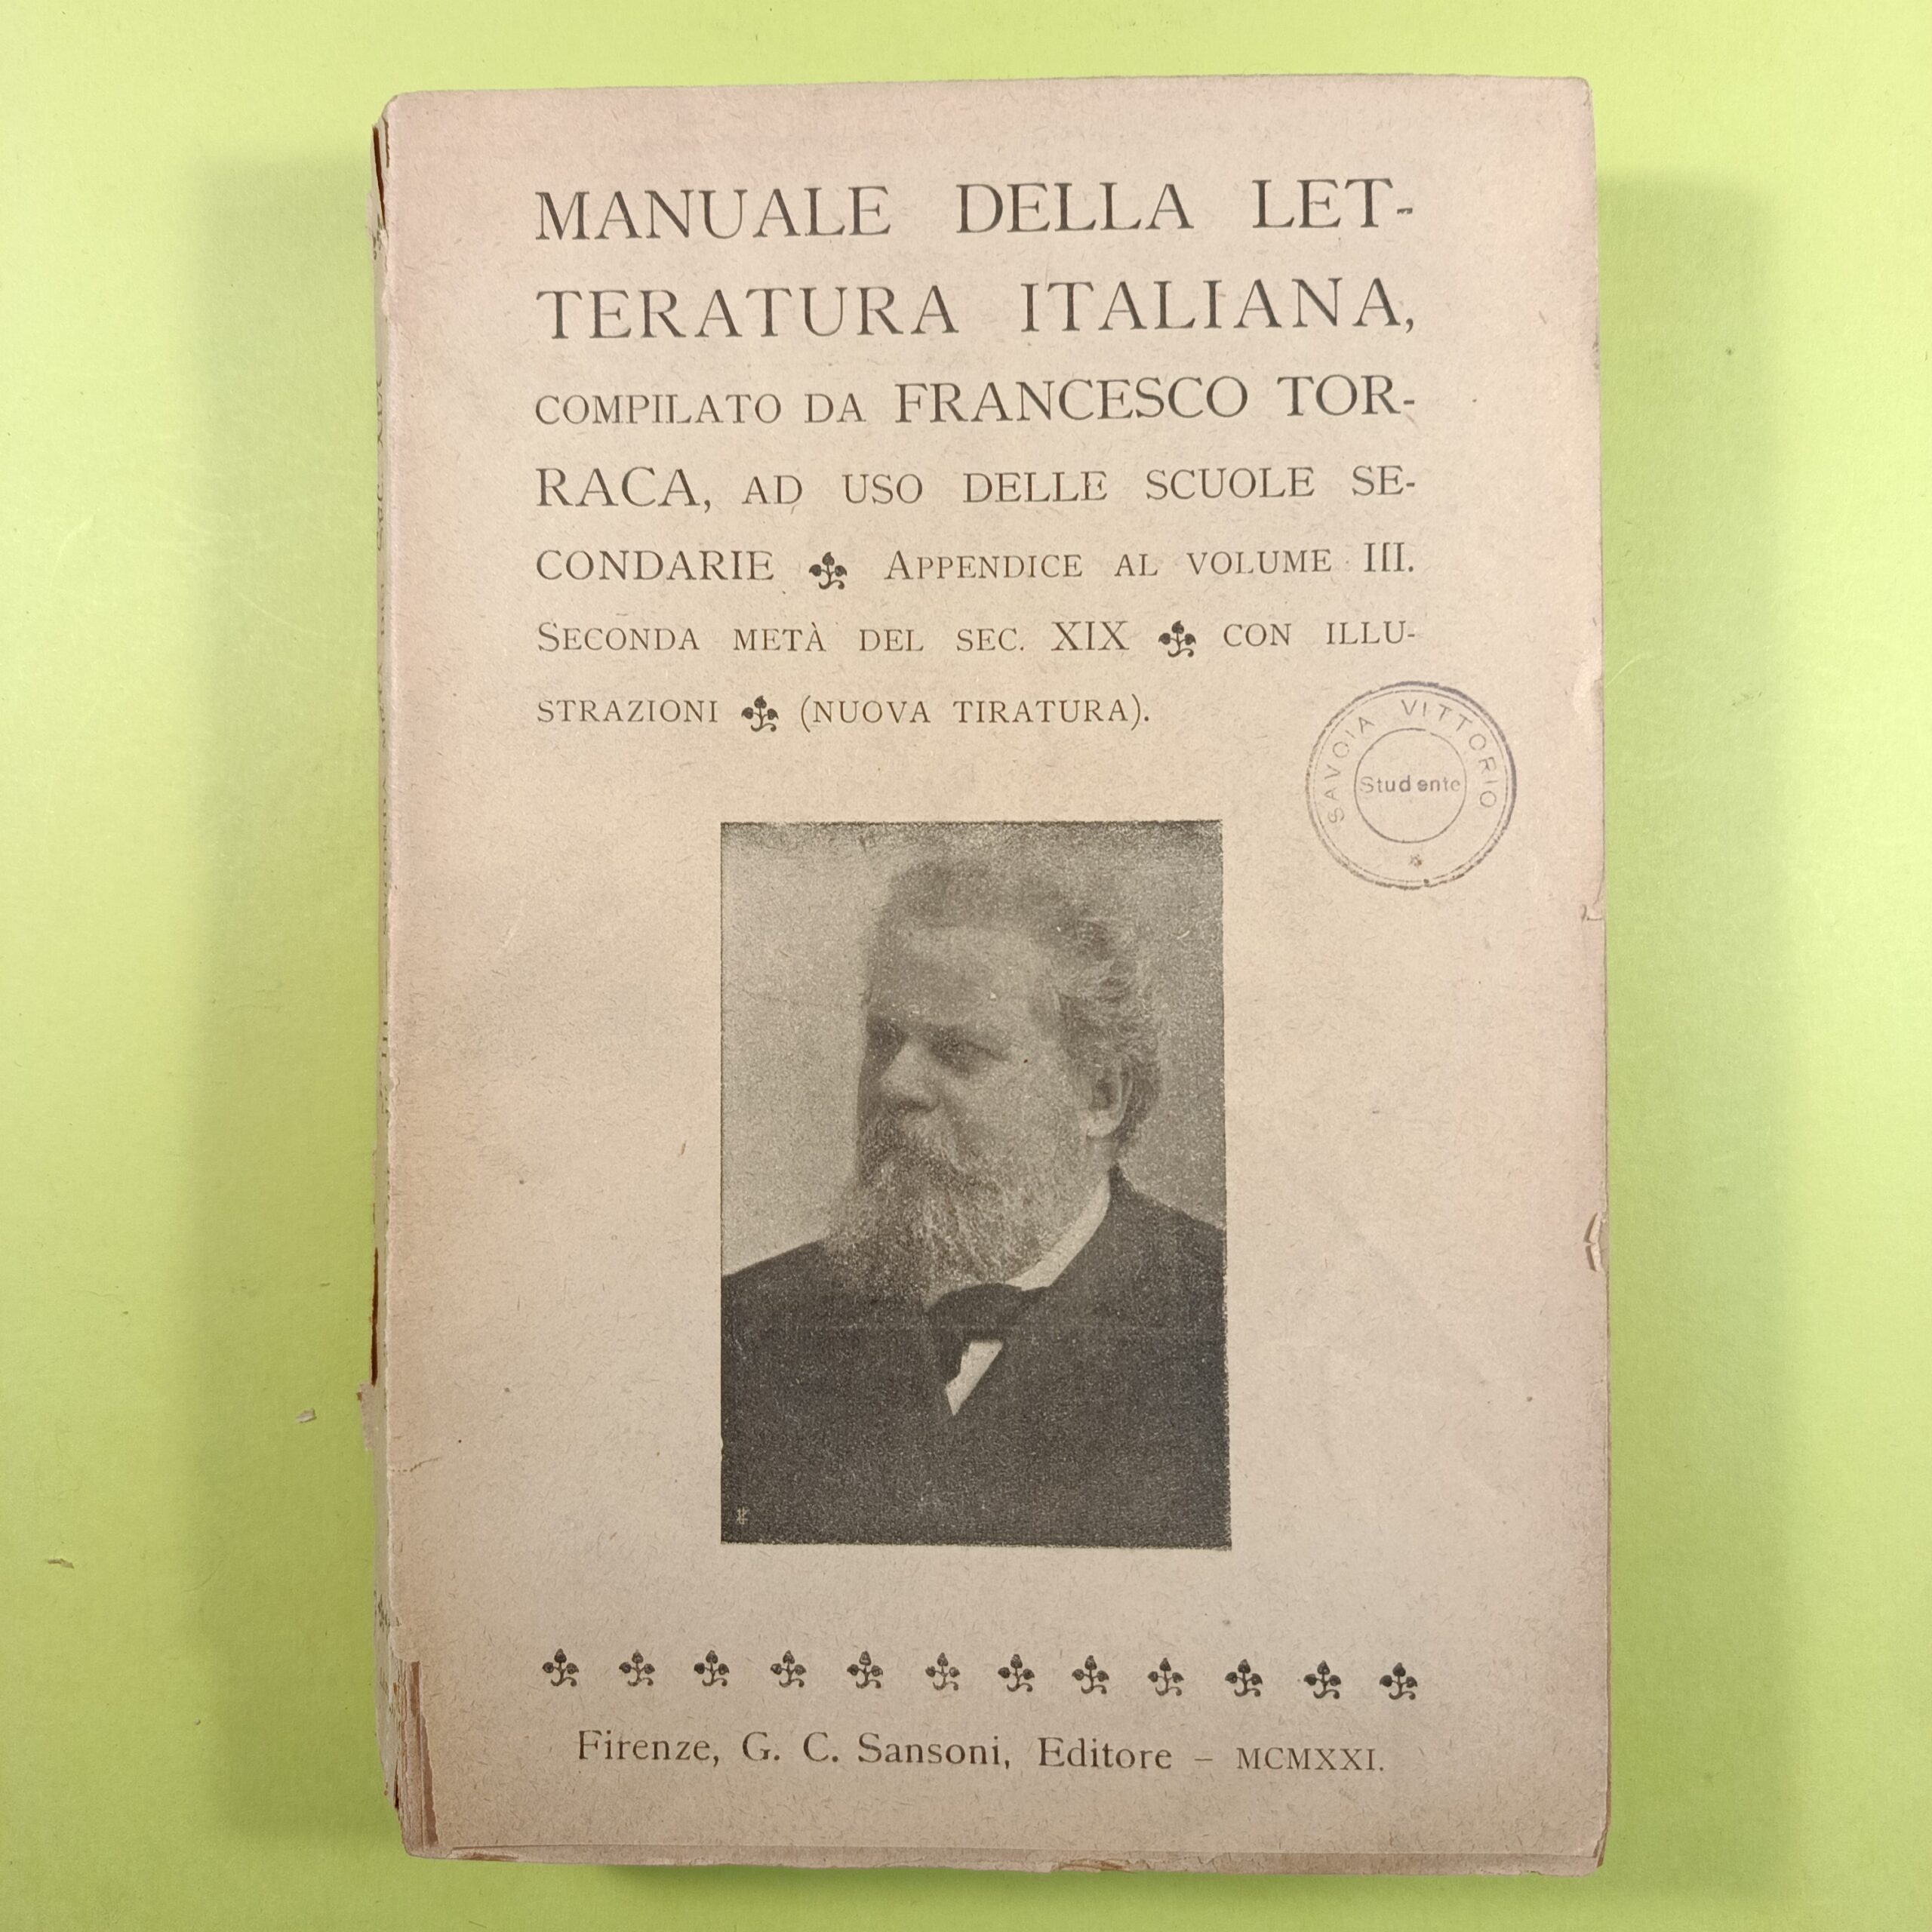 MANUALE DELLA LET-
TERATURA ITALIANA,
COMPILATO DA FRANCESCO TOR-
RACA, AD USO DELLE SCUOLE SE-
CONDARIE APPENDICE AL VOLUME III.
SECONDA METÀ DEL SEC. XIX CON ILLU-
STRAZIONI (NUOVA TIRATURA).
SAVOIA VITTORIO
Studente
Firenze, G. C. Sansoni, Editore – MCMXXI.